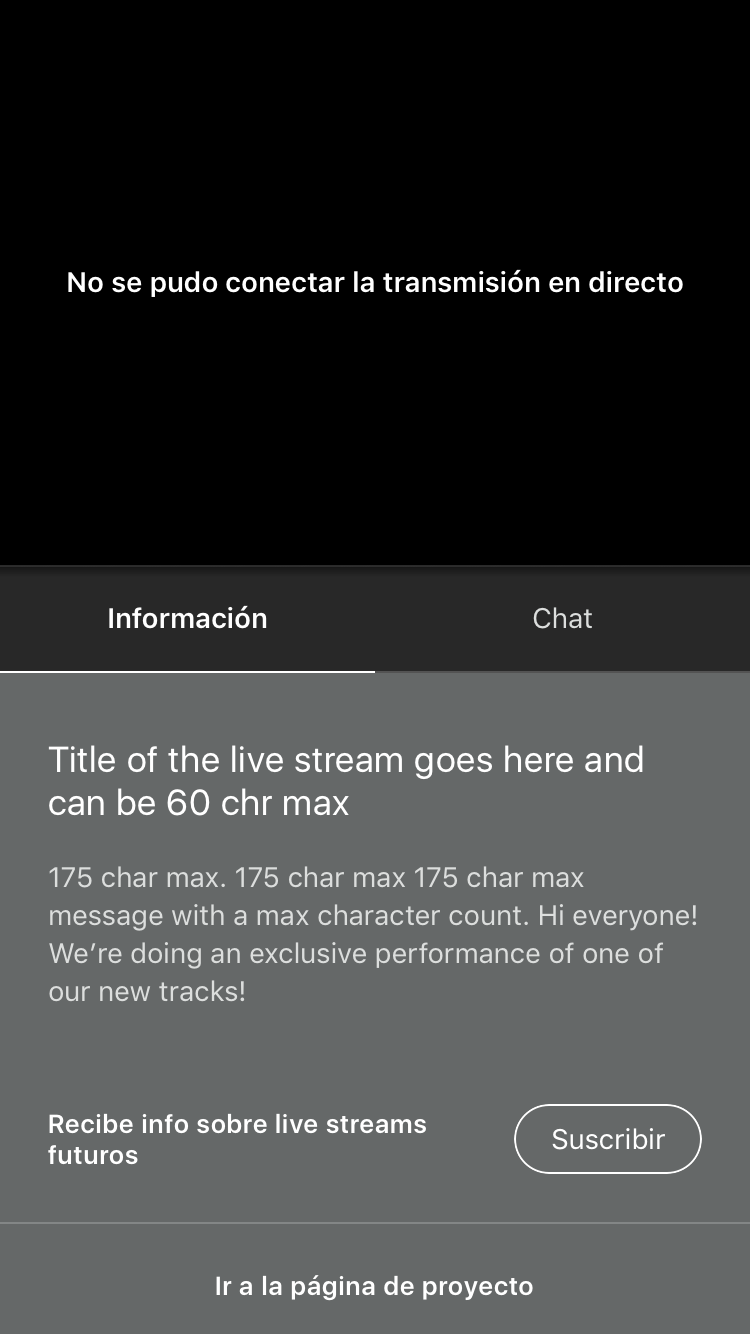 No se pudo conectar la transmisión en directo
Información
Chat
Title of the live stream goes here and
can be 60 chr max
175 char max. 175 char max 175 char max
message with a max character count. Hi everyone!
We’re doing an exclusive performance of one of
our new tracks!
Recibe info sobre live streams
futuros
Suscribir
Ir a la página de proyecto